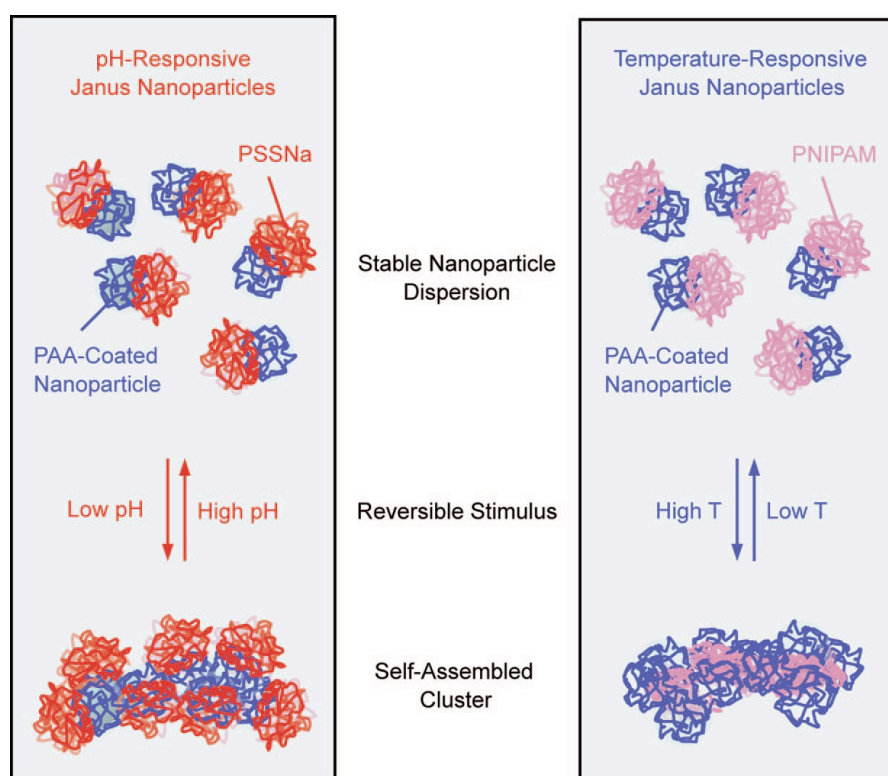 pH-Responsive
Janus Nanoparticles
PSSNa
PAA-Coated
Nanoparticle
Low pH
High pH
Stable Nanoparticle
Dispersion
Reversible Stimulus
Self-Assembled
Cluster
Temperature-Responsive
Janus Nanoparticles
PNIPAM
PAA-Coated
Nanoparticle
High T
Low T